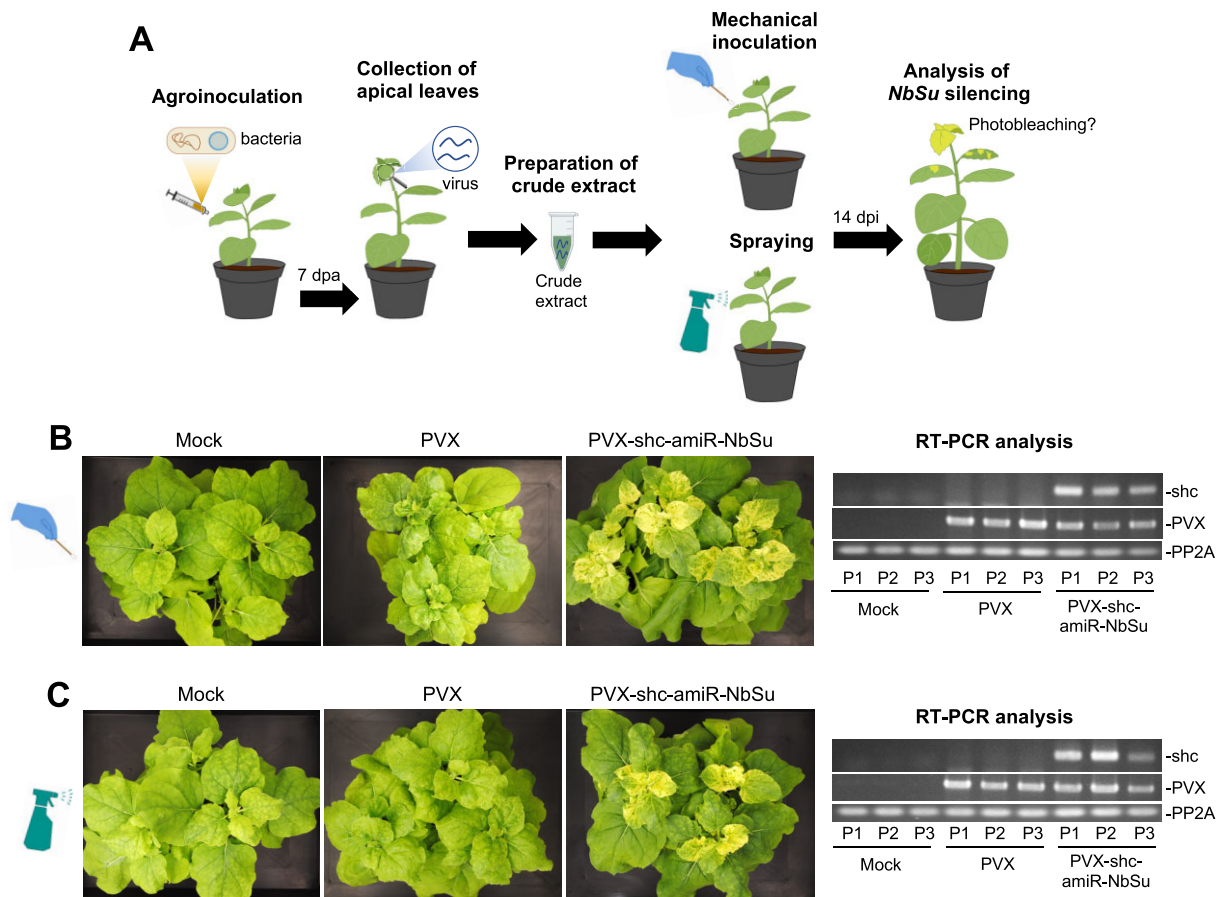 A
Agroinoculation
bacteria
7 dpa
Collection of
apical leaves
virus
Preparation of
crude extract
Crude
extract
Mechanical
inoculation
Spraying
14 dpi
Analysis of
NbSu silencing
Photobleaching?
B
Mock
PVX
PVX-shc-amiR-NbSu
RT-PCR analysis
-shc
-PVX
-PP2A
P1 P2 P3 P1 P2 P3 P1 P2 P3
Mock
PVX
PVX-shc-
amiR-NbSu
C
Mock
PVX
PVX-shc-amiR-NbSu
RT-PCR analysis
-shc
-PVX
-PP2A
P1 P2 P3 P1 P2 P3 P1 P2 P3
Mock
PVX
PVX-shc-
amiR-NbSu